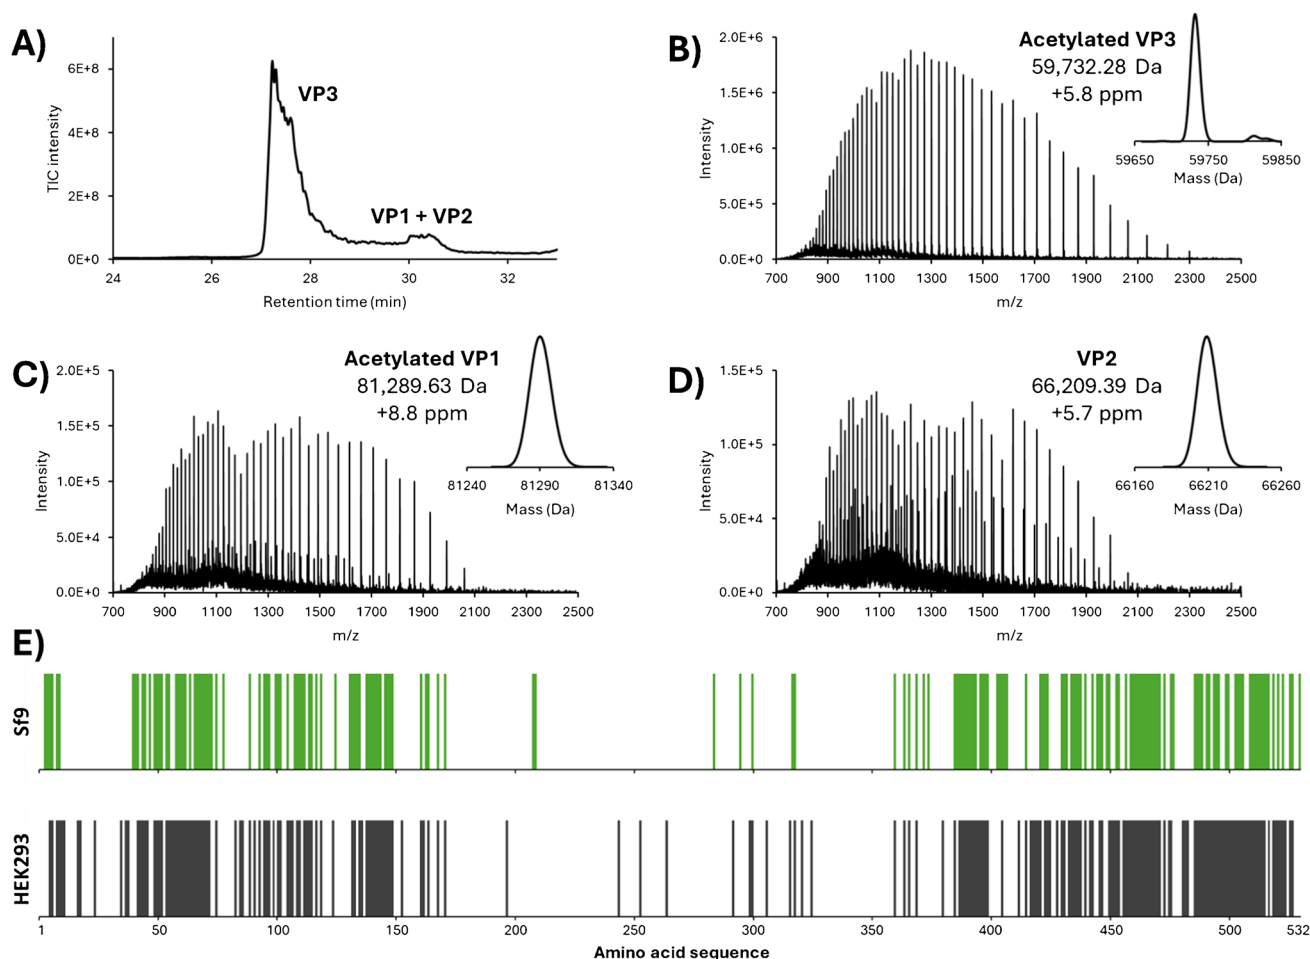 A)
6E+8
4E+8
2E+8
0E+0
TIC intensity
VP3
VP1 + VP2
24 26 28 30 32
Retention time (min)
B)
2.0E+6
1.5E+6
1.0E+6
5.0E+5
0.0E+0
Intensity
Acetylated VP3
59,732.28 Da
+5.8 ppm
59650 59750 59850
Mass (Da)
700 900 1100 1300 1500 1700 1900 2100 2300 2500
m/z
C)
2.0E+5
1.5E+5
1.0E+5
5.0E+4
0.0E+0
Intensity
Acetylated VP1
81,289.63 Da
+8.8 ppm
81240 81290 81340
Mass (Da)
700 900 1100 1300 1500 1700 1900 2100 2300 2500
m/z
D)
1.5E+5
1.0E+5
5.0E+4
0.0E+0
Intensity
VP2
66,209.39 Da
+5.7 ppm
66160 66210 66260
Mass (Da)
700 900 1100 1300 1500 1700 1900 2100 2300 2500
m/z
E)
Sf9
HEK293
1 50 100 150 200 250 300 350 400 450 500 532
Amino acid sequence